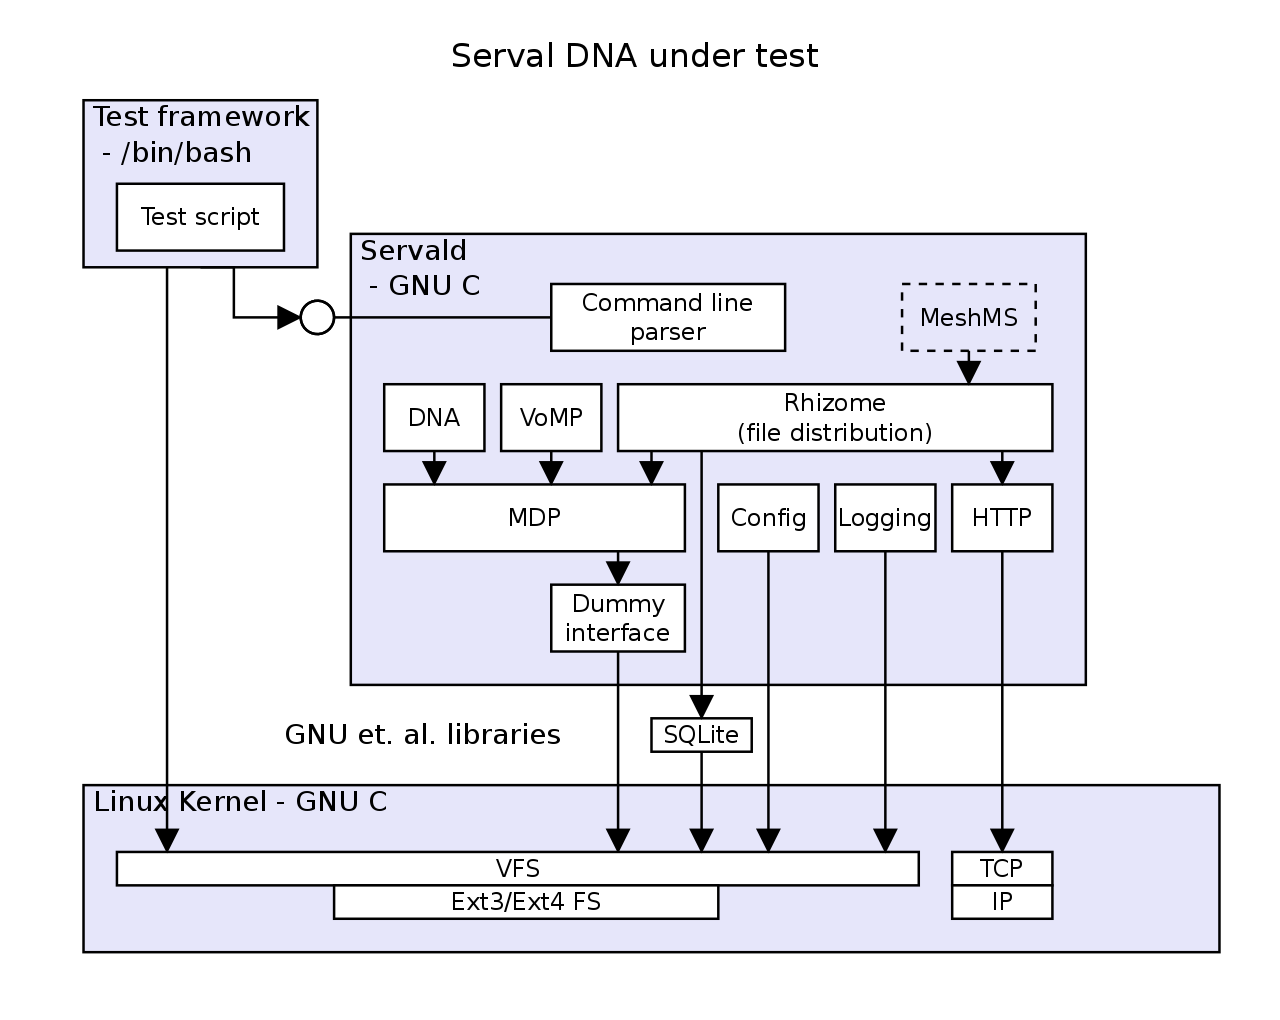 Serval DNA under test
Test framework
- /bin/bash
Test script
Servald
- GNU C
Command line
parser
MeshMS
DNA
VoMP
Rhizome
(file distribution)
MDP
Config
Logging
HTTP
Dummy
interface
GNU et. al. libraries
SQLite
Linux Kernel - GNU C
VFS
TCP
Ext3/Ext4 FS
IP